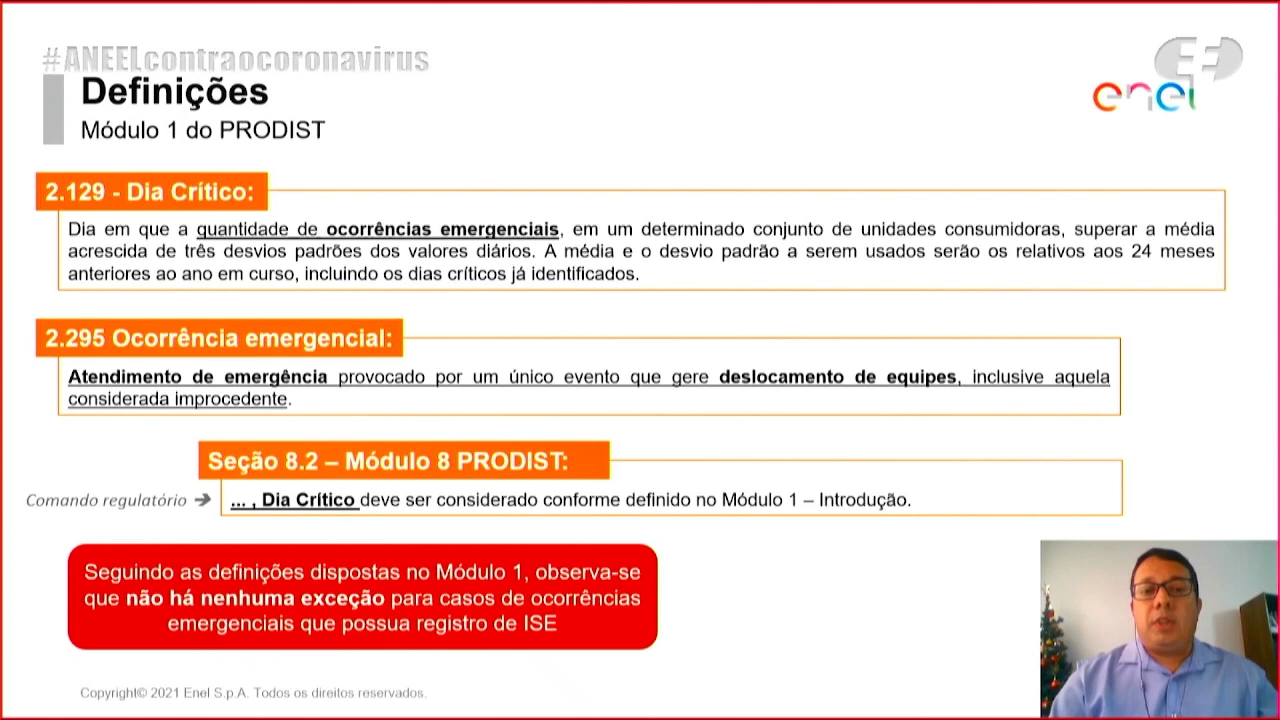 #ANEELcontraocoronavirus
Definições
Módulo 1 do PRODIST
enel
2.129 - Dia Crítico:
Dia em que a quantidade de ocorrências emergenciais, em um determinado conjunto de unidades consumidoras, superar a média
acrescida de três desvios padrões dos valores diários. A média e o desvio padrão a serem usados serão os relativos aos 24 meses
anteriores ao ano em curso, incluindo os dias críticos já identificados.
2.295 Ocorrência emergencial:
Atendimento de emergência provocado por um único evento que gere deslocamento de equipes, inclusive aquela
considerada improcedente.
Seção 8.2 – Módulo 8 PRODIST:
Comando regulatório ➔ ... , Dia Crítico deve ser considerado conforme definido no Módulo 1 – Introdução.
Seguindo as definições dispostas no Módulo 1, observa-se
que não há nenhuma exceção para casos de ocorrências
emergenciais que possua registro de ISE
Copyright© 2021 Enel S.p.A. Todos os direitos reservados.